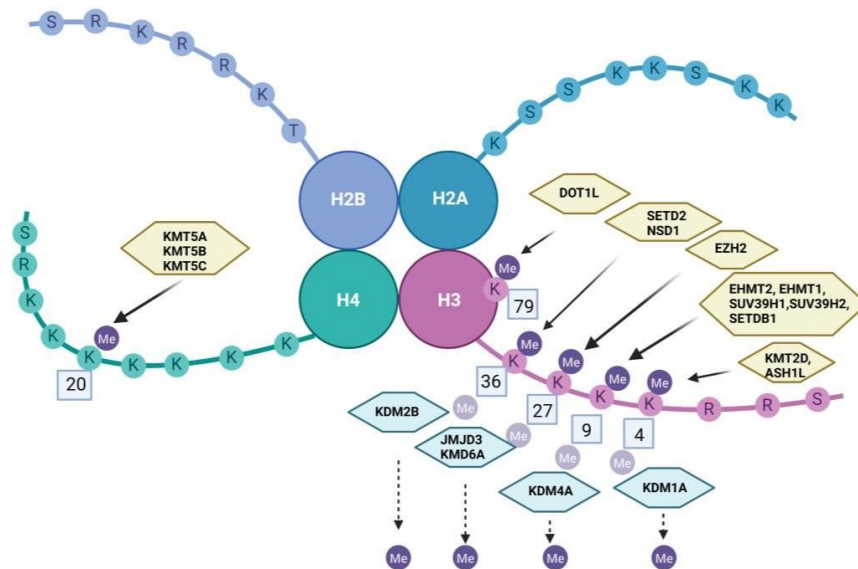 S R K R R K T
K S S K K S K K
H2B
H2A
H4
H3
DOT1L
SETD2
NSD1
EZH2
EHMT2, EHMT1,
SUV39H1,SUV39H2,
SETDB1
KMT2D,
ASH1L
KMT5A
KMT5B
KMT5C
S
R
K
K
K K K K K
Me
20
Me
K
79
Me
K
Me
K
Me
K
Me
K
R R S
36
27
9
4
KDM2B
Me
JMJD3
KMD6A
Me
KDM4A
Me
KDM1A
Me
Me
Me
Me
Me